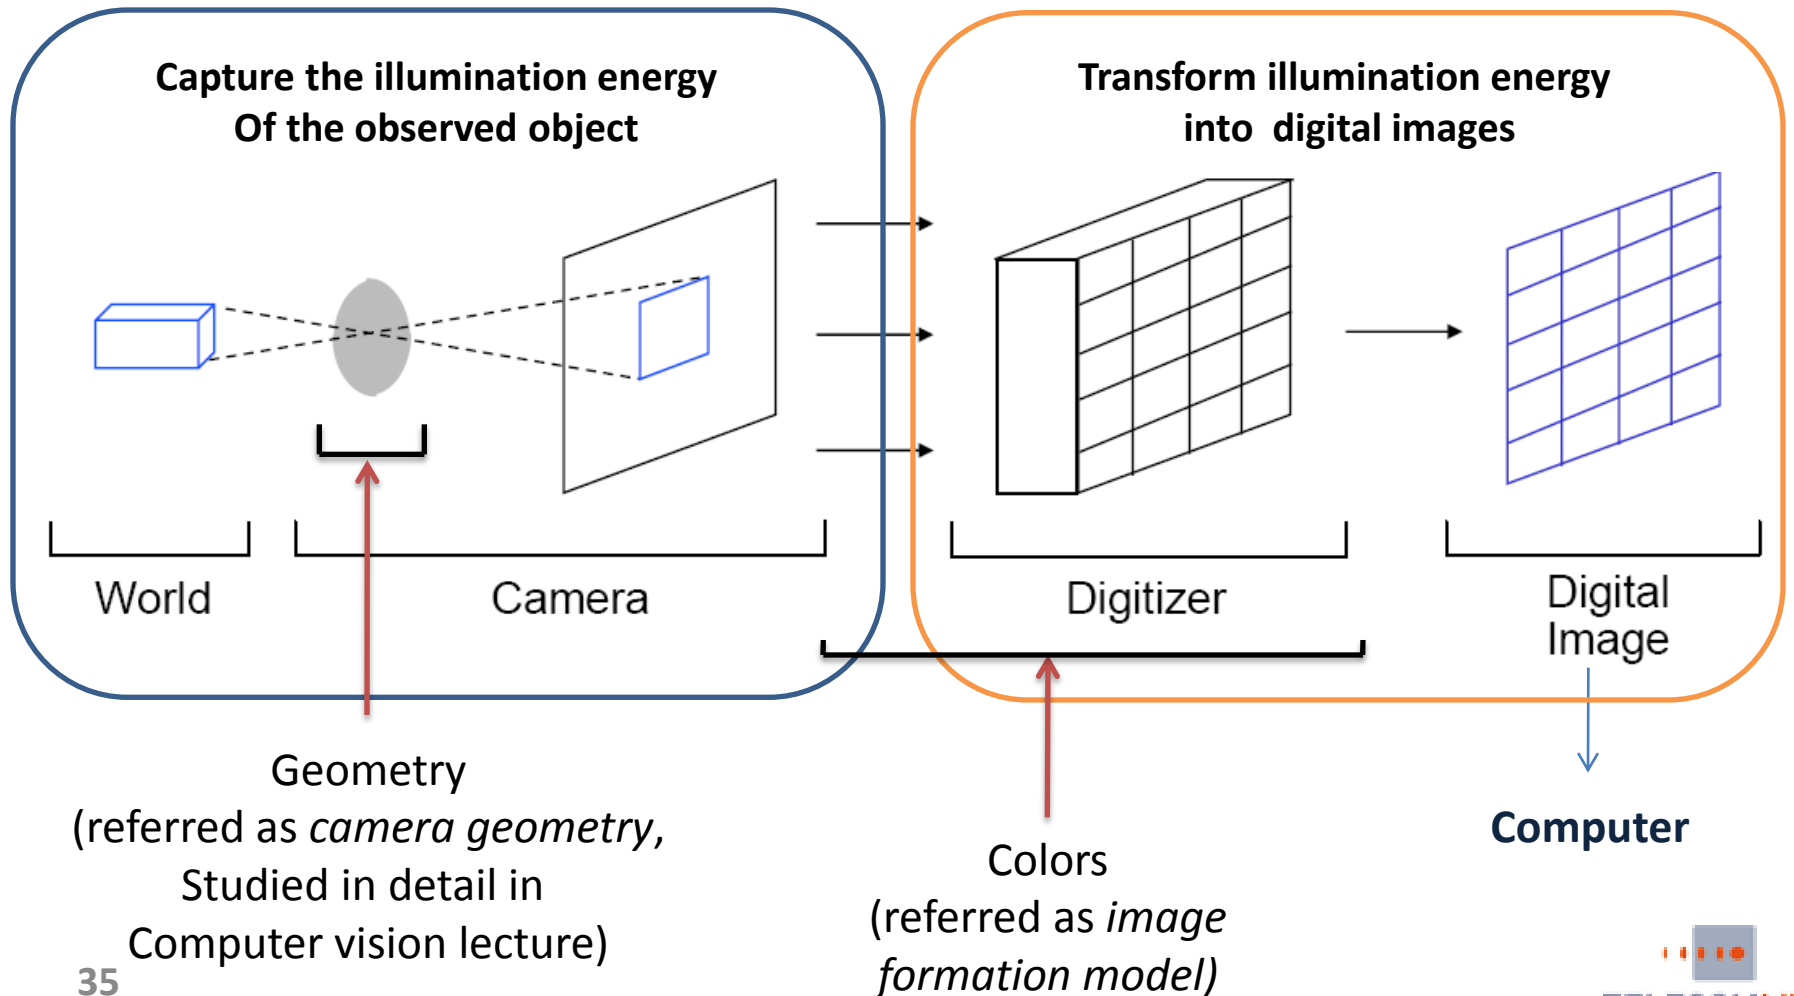 Capture the illumination energy
Of the observed object
Transform illumination energy
into digital images
World
Camera
Digitizer
Digital
Image
Geometry
(referred as camera geometry,
Studied in detail in
Computer vision lecture)
Colors
(referred as image
formation model)
Computer
35